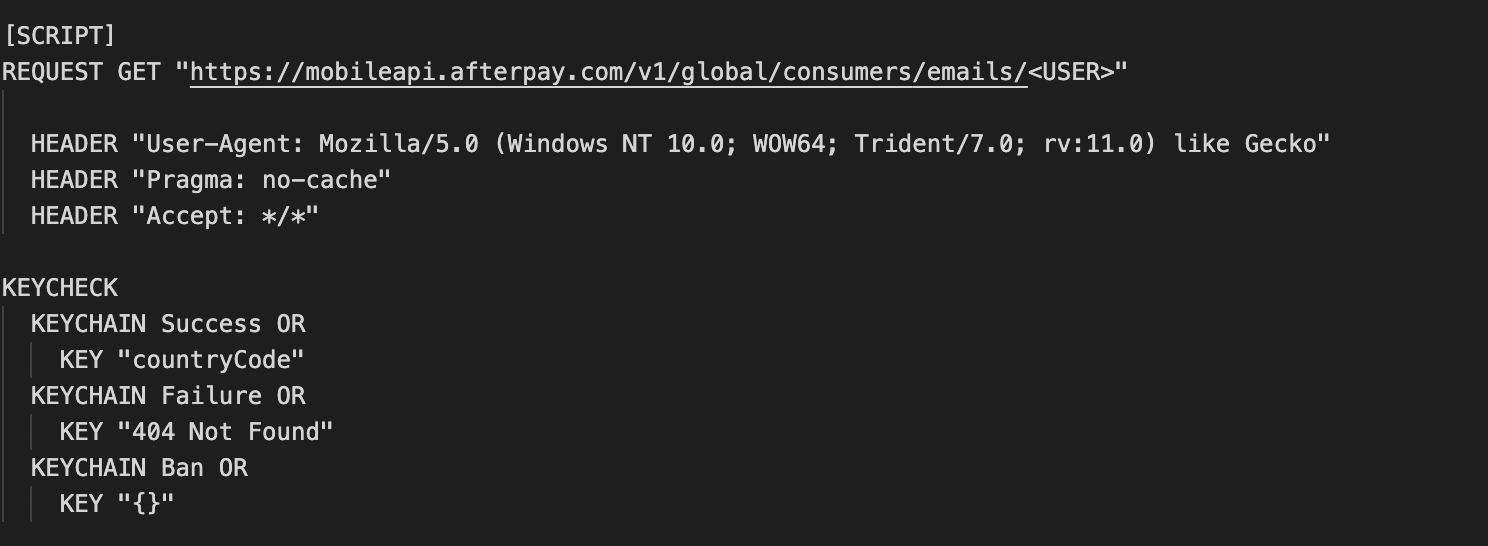 [SCRIPT]
REQUEST GET "https://mobileapi.afterpay.com/v1/global/consumers/emails/<USER>"
HEADER "User-Agent: Mozilla/5.0 (Windows NT 10.0; WOW64; Trident/7.0; rv:11.0) like Gecko"
HEADER "Pragma: no-cache"
HEADER "Accept: */*"
KEYCHECK
KEYCHAIN Success OR
KEY "countryCode"
KEYCHAIN Failure OR
KEY "404 Not Found"
KEYCHAIN Ban OR
KEY "{}"